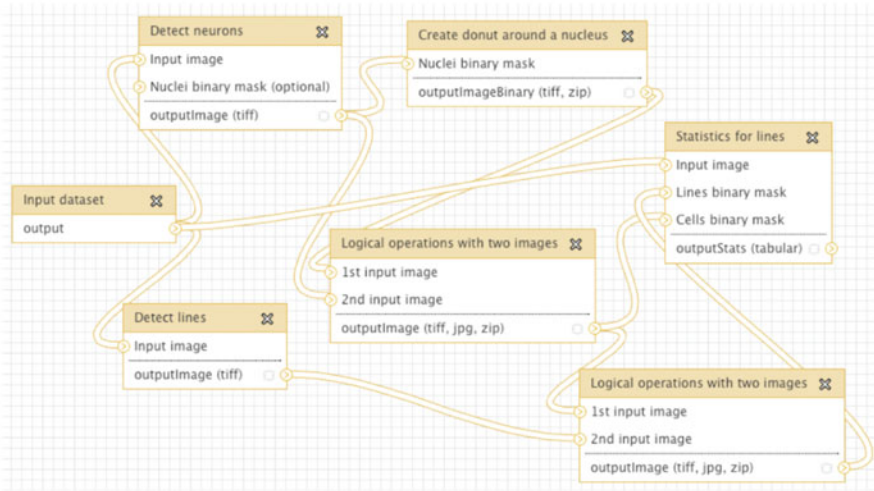 Detect neurons
Input image
Nuclei binary mask (optional)
outputImage (tiff)
Create donut around a nucleus
Nuclei binary mask
outputImageBinary (tiff, zip)
Statistics for lines
Input image
Lines binary mask
Cells binary mask
outputStats (tabular)
Input dataset
output
Logical operations with two images
1st input image
2nd input image
outputImage (tiff, jpg, zip)
Detect lines
Input image
outputImage (tiff)
Logical operations with two images
1st input image
2nd input image
outputImage (tiff, jpg, zip)